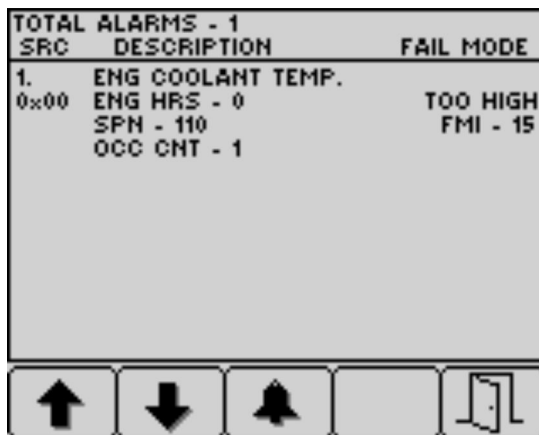 TOTAL ALARMS - 1
SRC DESCRIPTION FAIL MODE
1. ENG COOLANT TEMP.
0x00 ENG HRS - 0 TOO HIGH
SPN - 110 FMI - 15
OCC CNT - 1